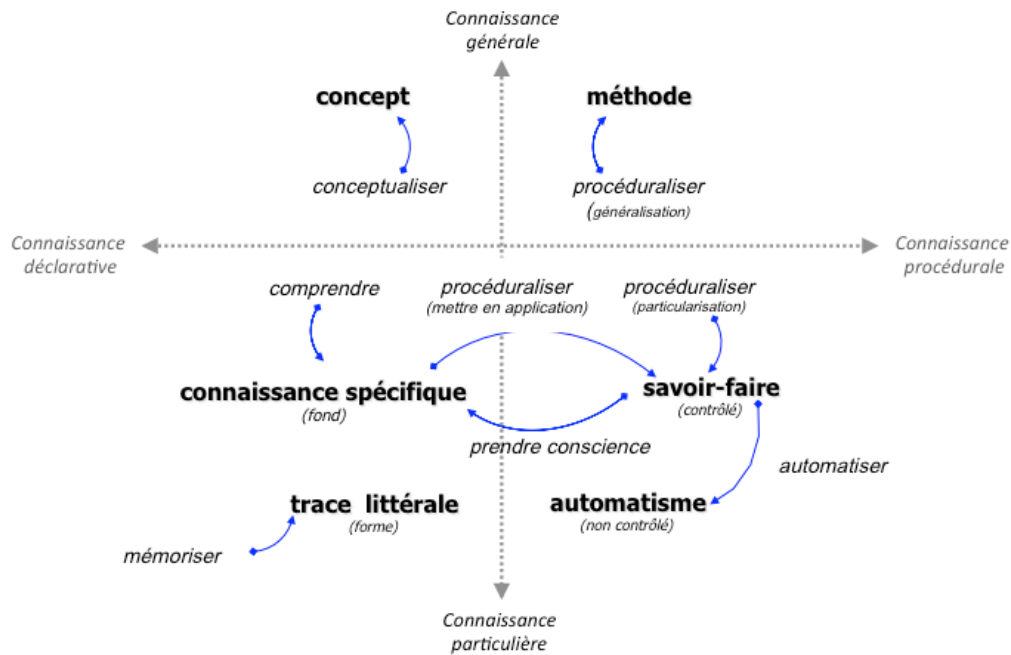 Connaissance
générale
concept
méthode
conceptualiser
procéduraliser
(généralisation)
Connaissance
déclarative
Connaissance
procédurale
comprendre
procéduraliser
(mettre en application)
procéduraliser
(particularisation)
connaissance spécifique
(fond)
savoir-faire
(contrôlé)
prendre conscience
automatiser
trace littérale
(forme)
automatisme
(non contrôlé)
mémoriser
Connaissance
particulière